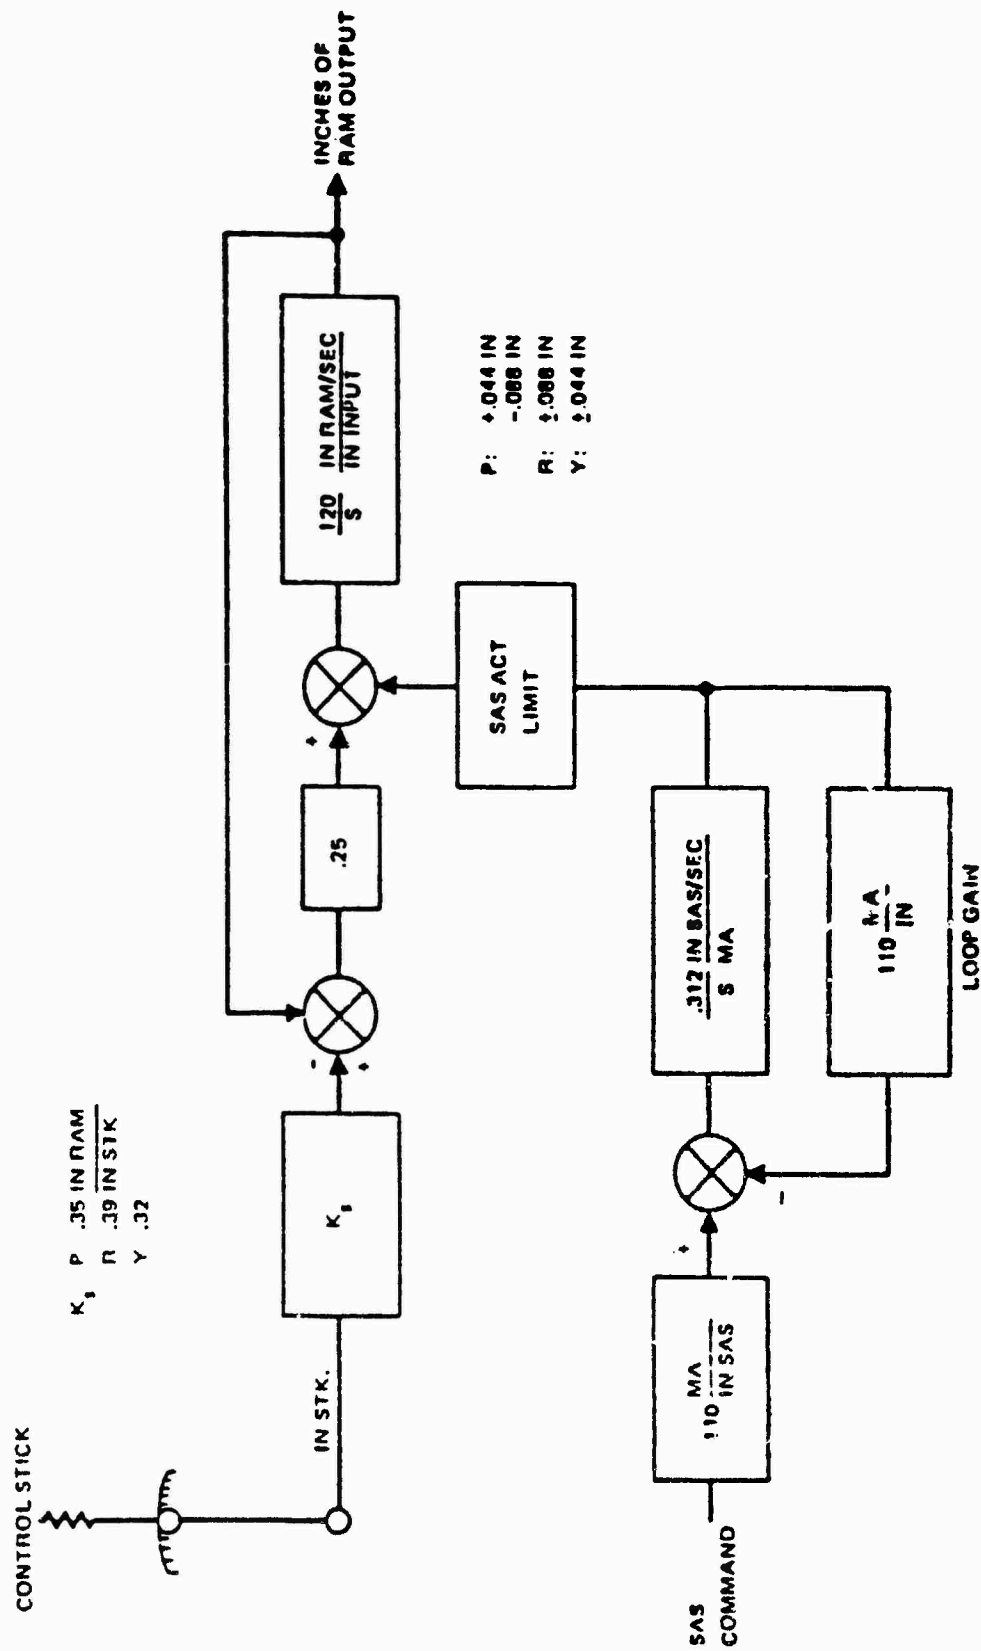 CONTROL STICK
IN STK.
K_s P .35 IN RAM
R .39 IN STK
Y .32
K_s
-
+
.25
+
120 IN RAM/SEC
S IN INPUT
INCHES OF
RAM OUTPUT
P: +.044 IN
-.088 IN
R: ±.088 IN
Y: ±.044 IN
SAS ACT
LIMIT
SAS
COMMAND
110 MA
IN SAS
+
-
.312 IN SAS/SEC
S MA
110 MA
IN
LOOP GAIN